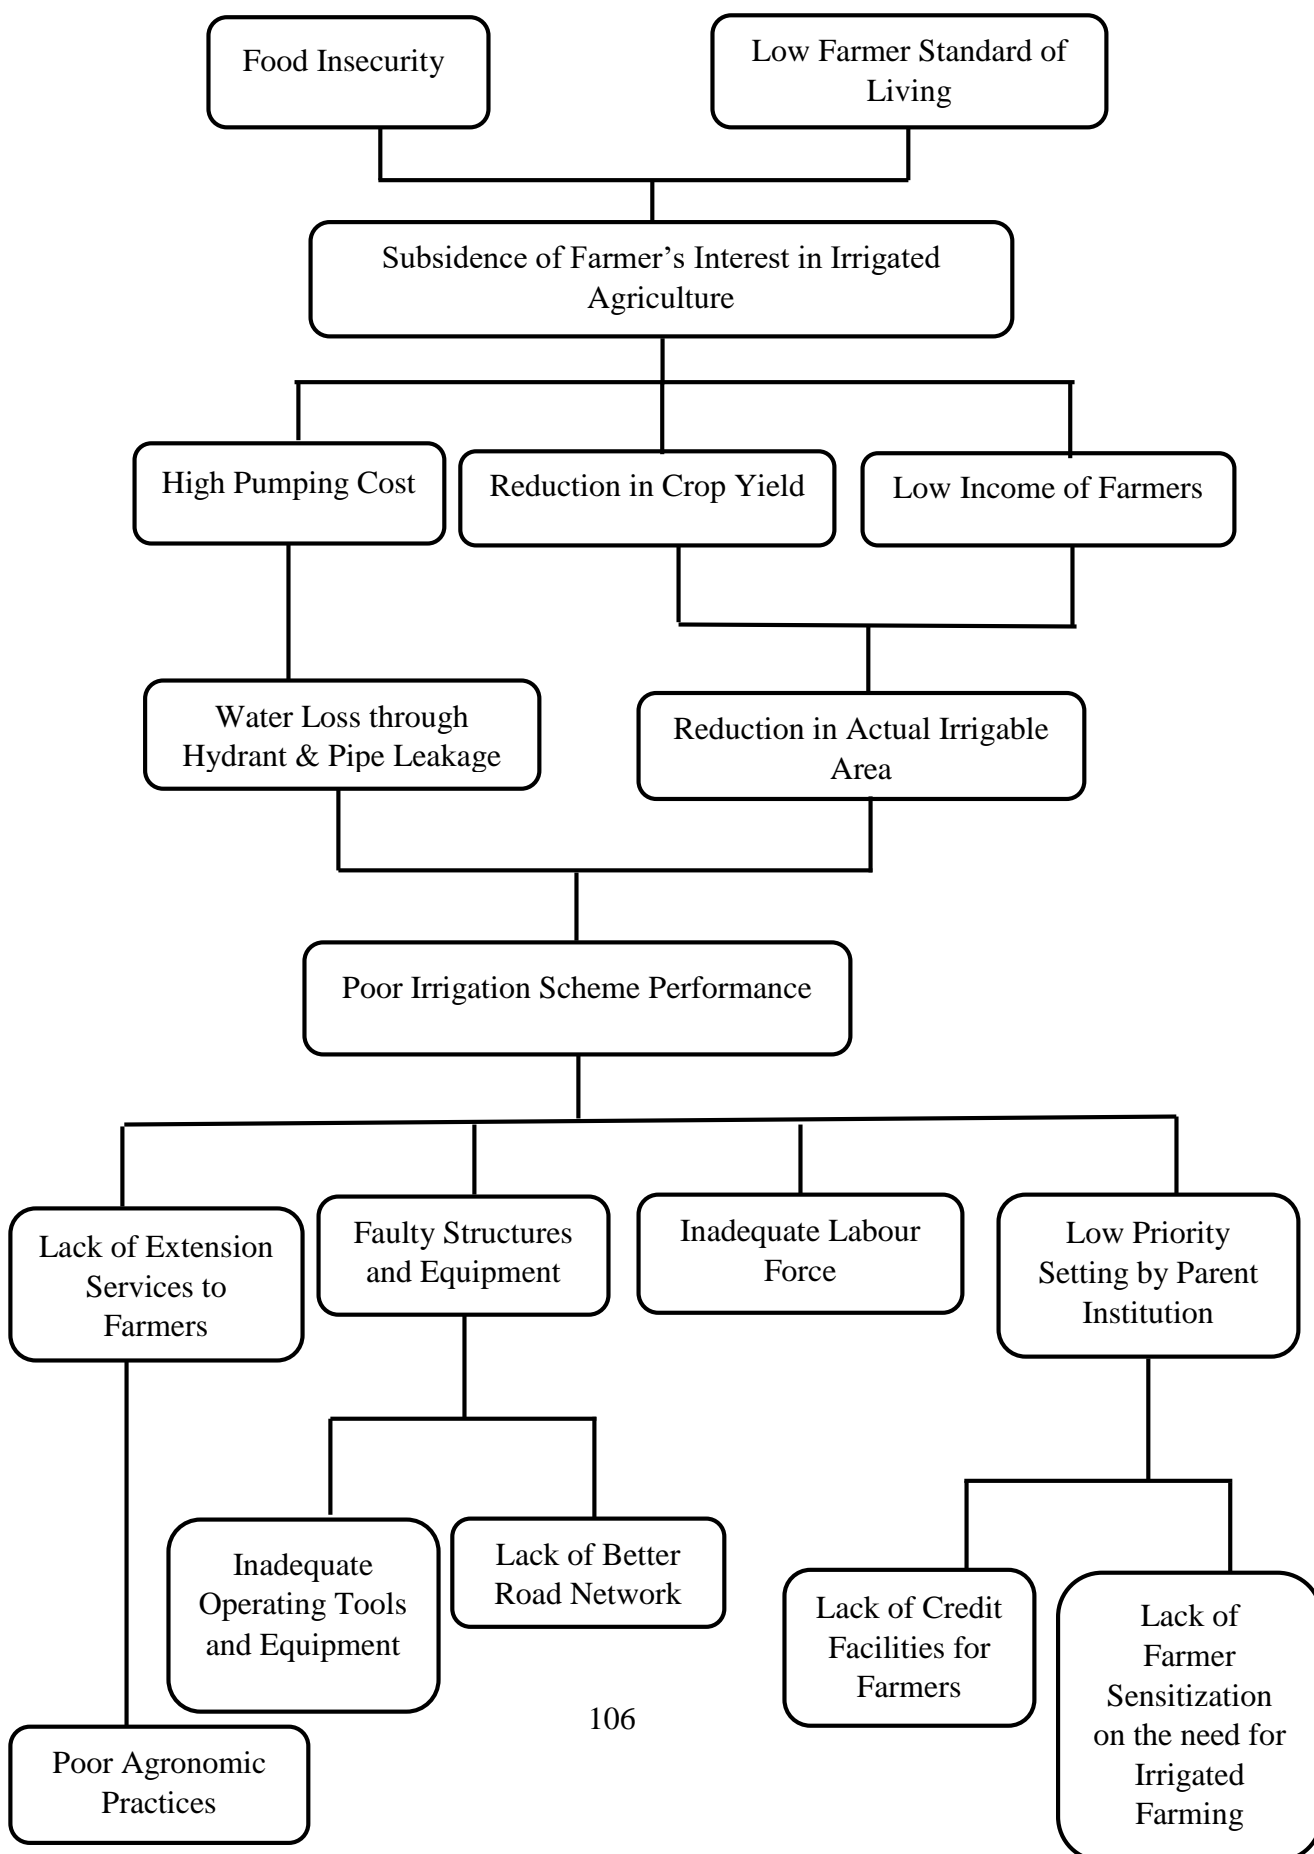 Food Insecurity
Low Farmer Standard of
Living
Subsidence of Farmer’s Interest in Irrigated
Agriculture
High Pumping Cost
Reduction in Crop Yield
Low Income of Farmers
Water Loss through
Hydrant & Pipe Leakage
Reduction in Actual Irrigable
Area
Poor Irrigation Scheme Performance
Lack of Extension
Services to
Farmers
Faulty Structures
and Equipment
Inadequate Labour
Force
Low Priority
Setting by Parent
Institution
Inadequate
Operating Tools
and Equipment
Lack of Better
Road Network
Lack of Credit
Facilities for
Farmers
Lack of
Farmer
Sensitization
on the need for
Irrigated
Farming
Poor Agronomic
Practices
106